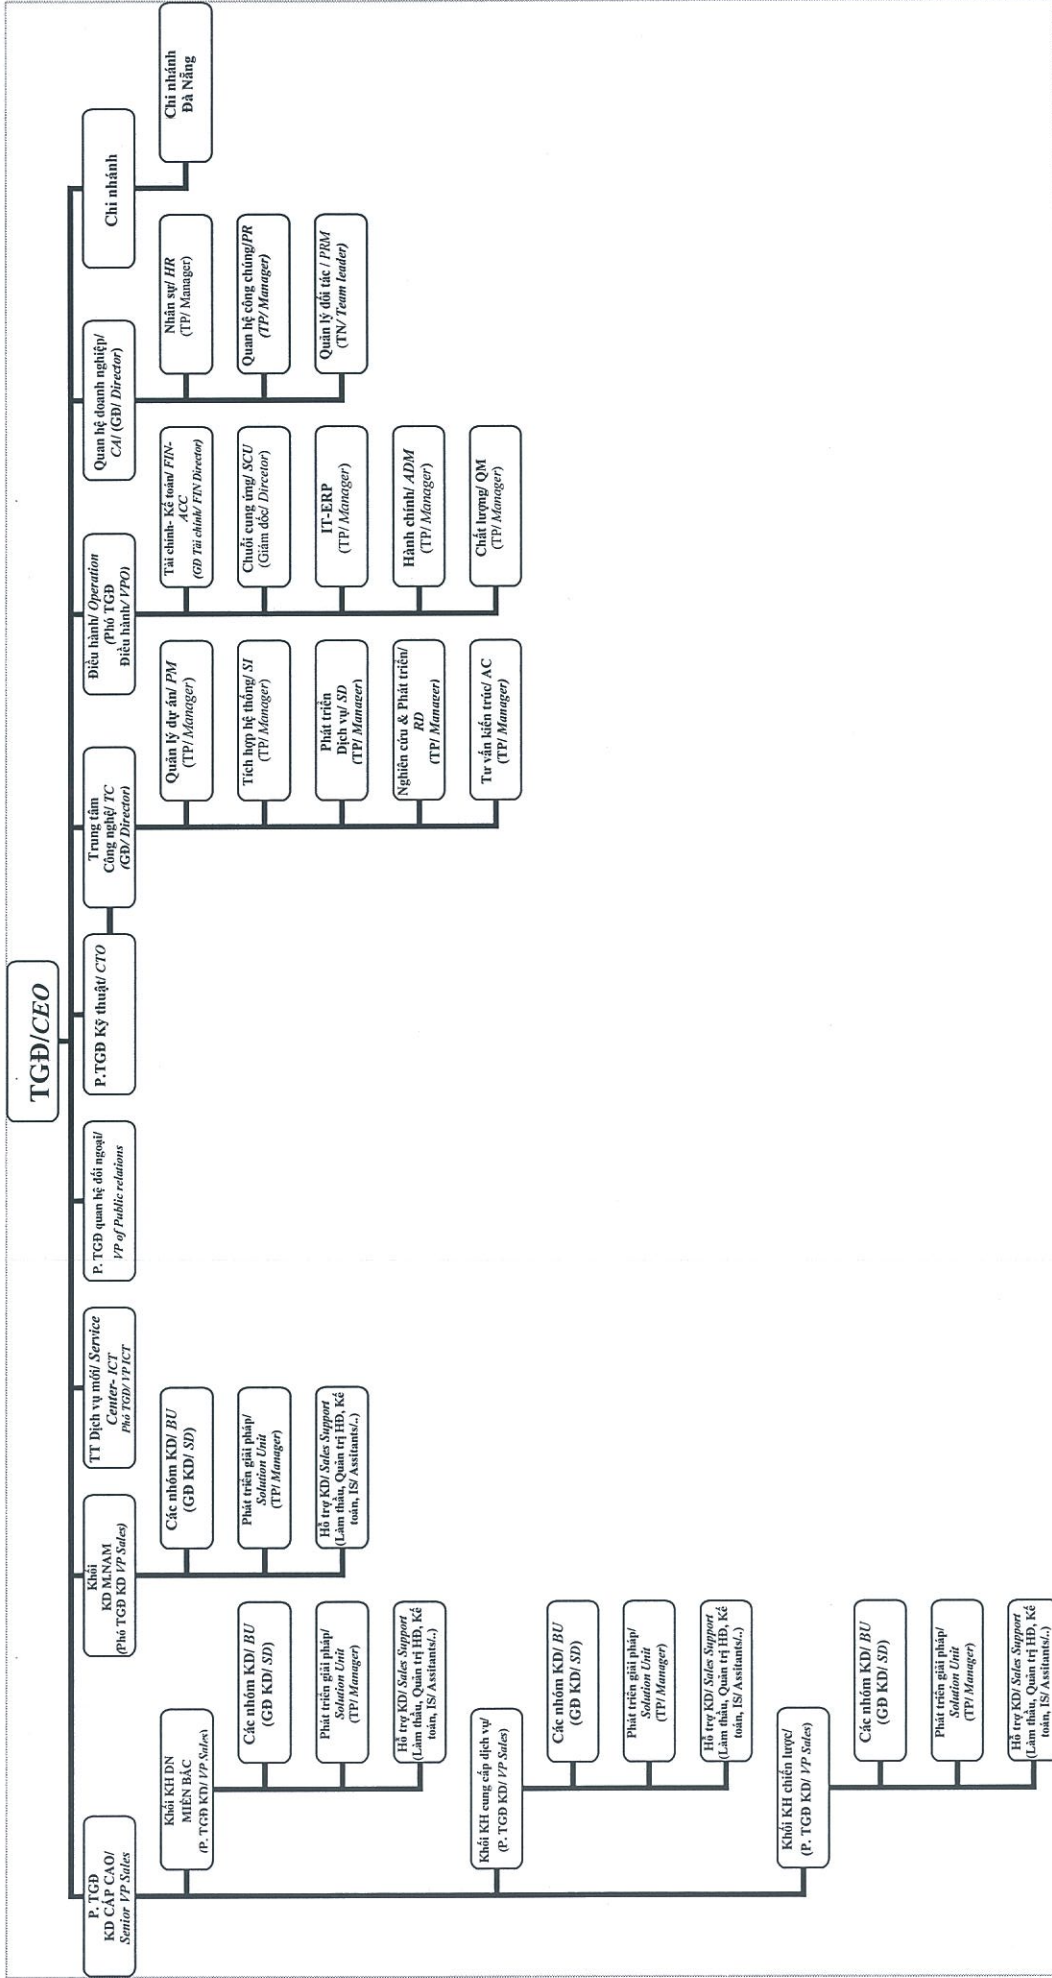 TGĐ/CEO
P. TGĐ
KD CẤP CAO/
Senior VP Sales
Khối KH DN
MIỀN BẮC
(P. TGĐ KD/ VP Sales)
Các nhóm KD/ BU
(GĐ KD/ SD)
Phát triển giải pháp/
Solution Unit
(TP/ Manager)
Hỗ trợ KD/ Sales Support
(Làm thầu, Quản trị HĐ, Kế
toán, IS/ Assitants/..)
Khối KH cung cấp dịch vụ/
(P. TGĐ KD/ VP Sales)
Các nhóm KD/ BU
(GĐ KD/ SD)
Phát triển giải pháp/
Solution Unit
(TP/ Manager)
Hỗ trợ KD/ Sales Support
(Làm thầu, Quản trị HĐ, Kế
toán, IS/ Assitants/..)
Khối KH chiến lược/
(P. TGĐ KD/ VP Sales)
Các nhóm KD/ BU
(GĐ KD/ SD)
Phát triển giải pháp/
Solution Unit
(TP/ Manager)
Hỗ trợ KD/ Sales Support
(Làm thầu, Quản trị HĐ, Kế
toán, IS/ Assitants/..)
Khối
KD M.NAM
(Phó TGĐ KD VP Sales)
Các nhóm KD/ BU
(GĐ KD/ SD)
Phát triển giải pháp/
Solution Unit
(TP/ Manager)
Hỗ trợ KD/ Sales Support
(Làm thầu, Quản trị HĐ, Kế
toán, IS/ Assitants/..)
TT Dịch vụ mới/ Service
Center- ICT
Phó TGĐ/ VP ICT
P. TGĐ quan hệ đối ngoại/
VP of Public relations
P.TGĐ Kỹ thuật/ CTO
Trung tâm
Công nghệ/ TC
(GĐ/ Director)
Quản lý dự án/ PM
(TP/ Manager)
Tích hợp hệ thống/ SI
(TP/ Manager)
Phát triển
Dịch vụ/ SD
(TP/ Manager)
Nghiên cứu & Phát triển/
RD
(TP/ Manager)
Tư vấn kiến trúc/ AC
(TP/ Manager)
Điều hành/ Operation
(Phó TGĐ
Điều hành/ VPO)
Tài chính- Kế toán/ FIN-
ACC
(GĐ Tài chính/ FIN Director)
Chuỗi cung ứng/ SCU
(Giám đốc/ Dircetor)
IT-ERP
(TP/ Manager)
Hành chính/ ADM
(TP/ Manager)
Chất lượng/ QM
(TP/ Manager)
Quan hệ doanh nghiệp/
CA/ (GĐ/ Director)
Nhân sự/ HR
(TP/ Manager)
Quan hệ công chúng/PR
(TP/ Manager)
Quản lý đối tác / PRM
(TN/ Team leader)
Chi nhánh
Chi nhánh
Đà Nẵng